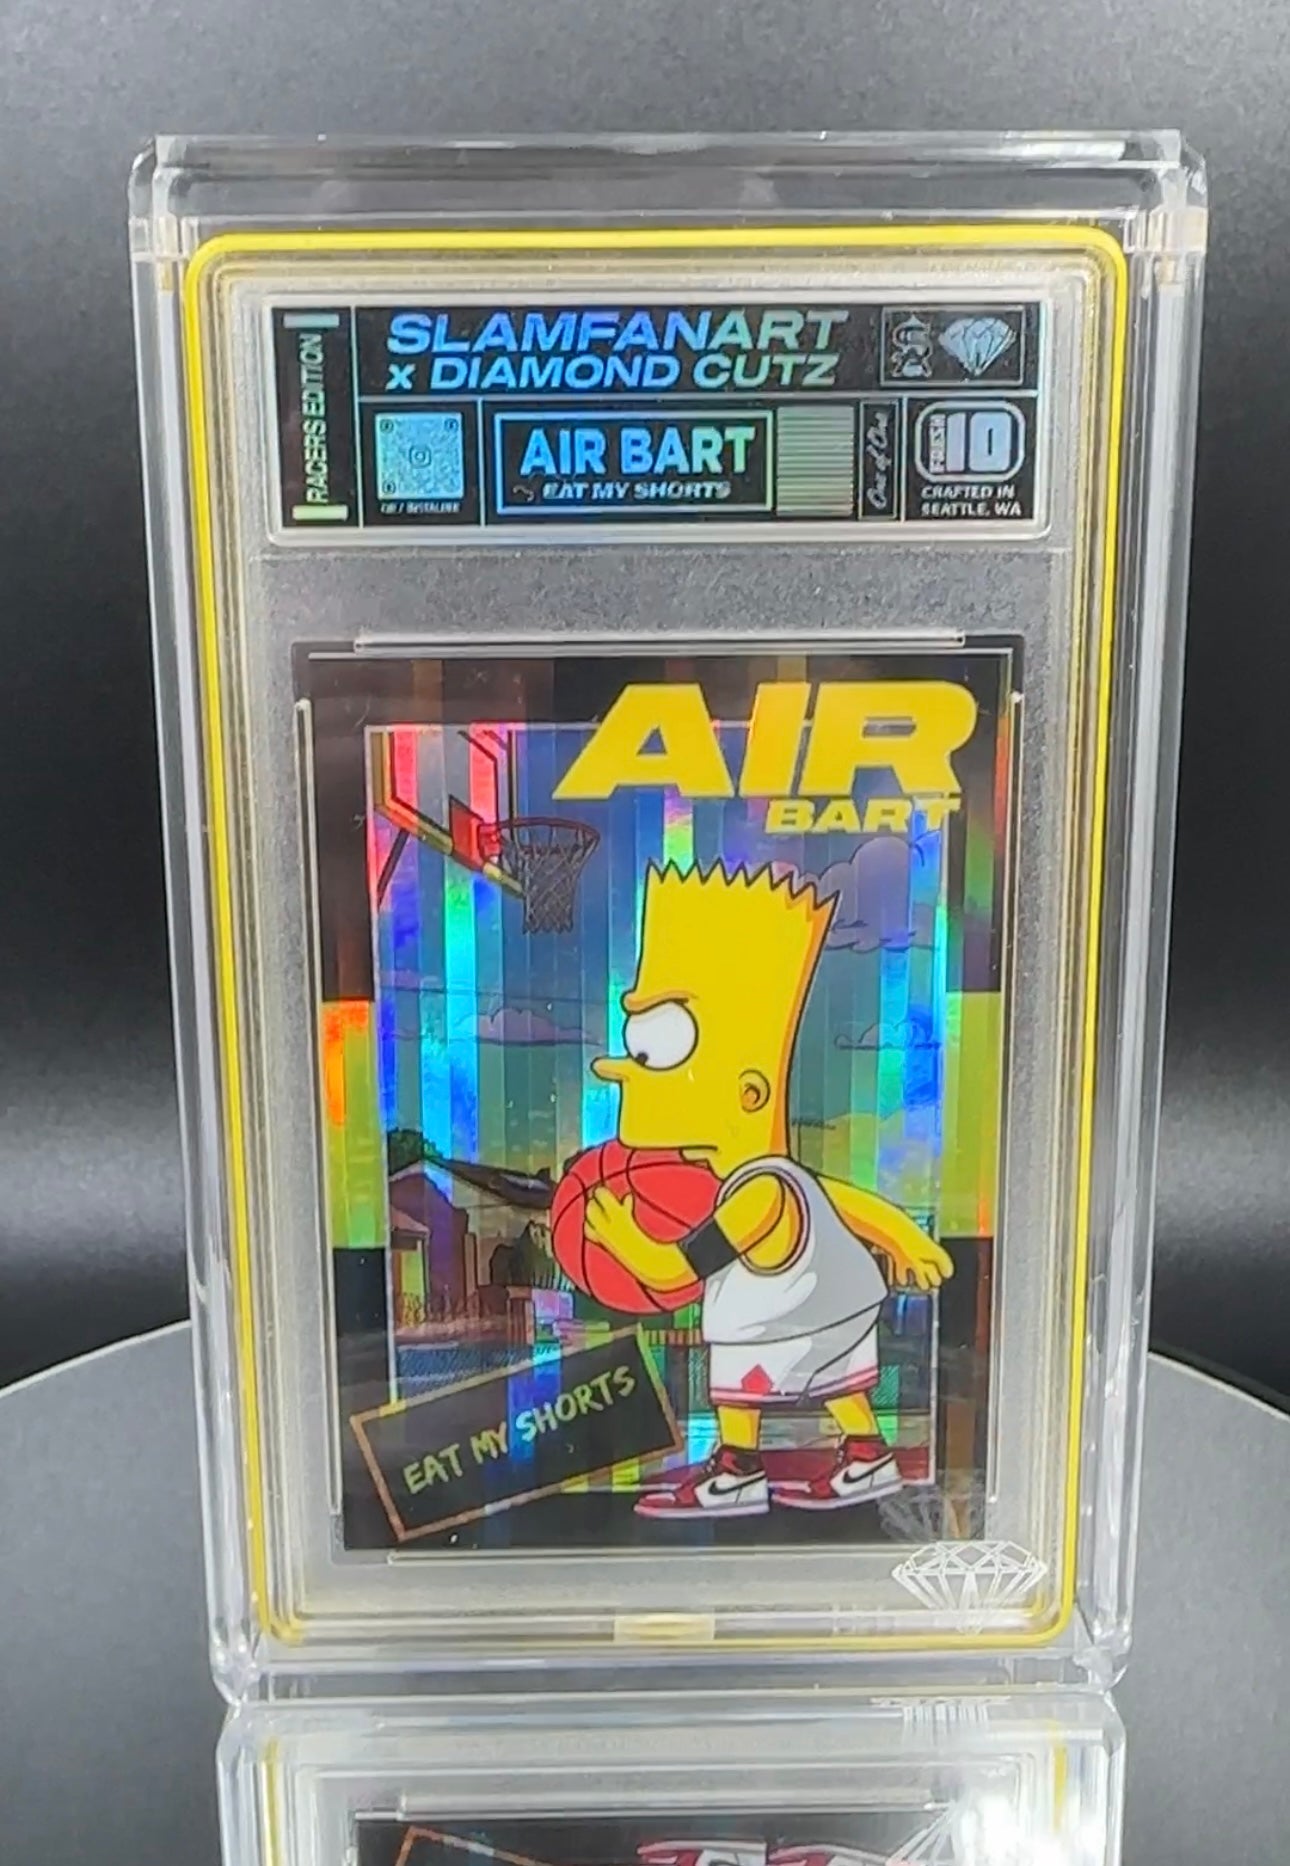 RACERS EDITION
SLAMFANART
x DIAMOND CUTZ
AIR BART
EAT MY SHORTS
One of One
FRESH
10
CRAFTED IN
SEATTLE, WA
AIR
BART
EAT MY SHORTS